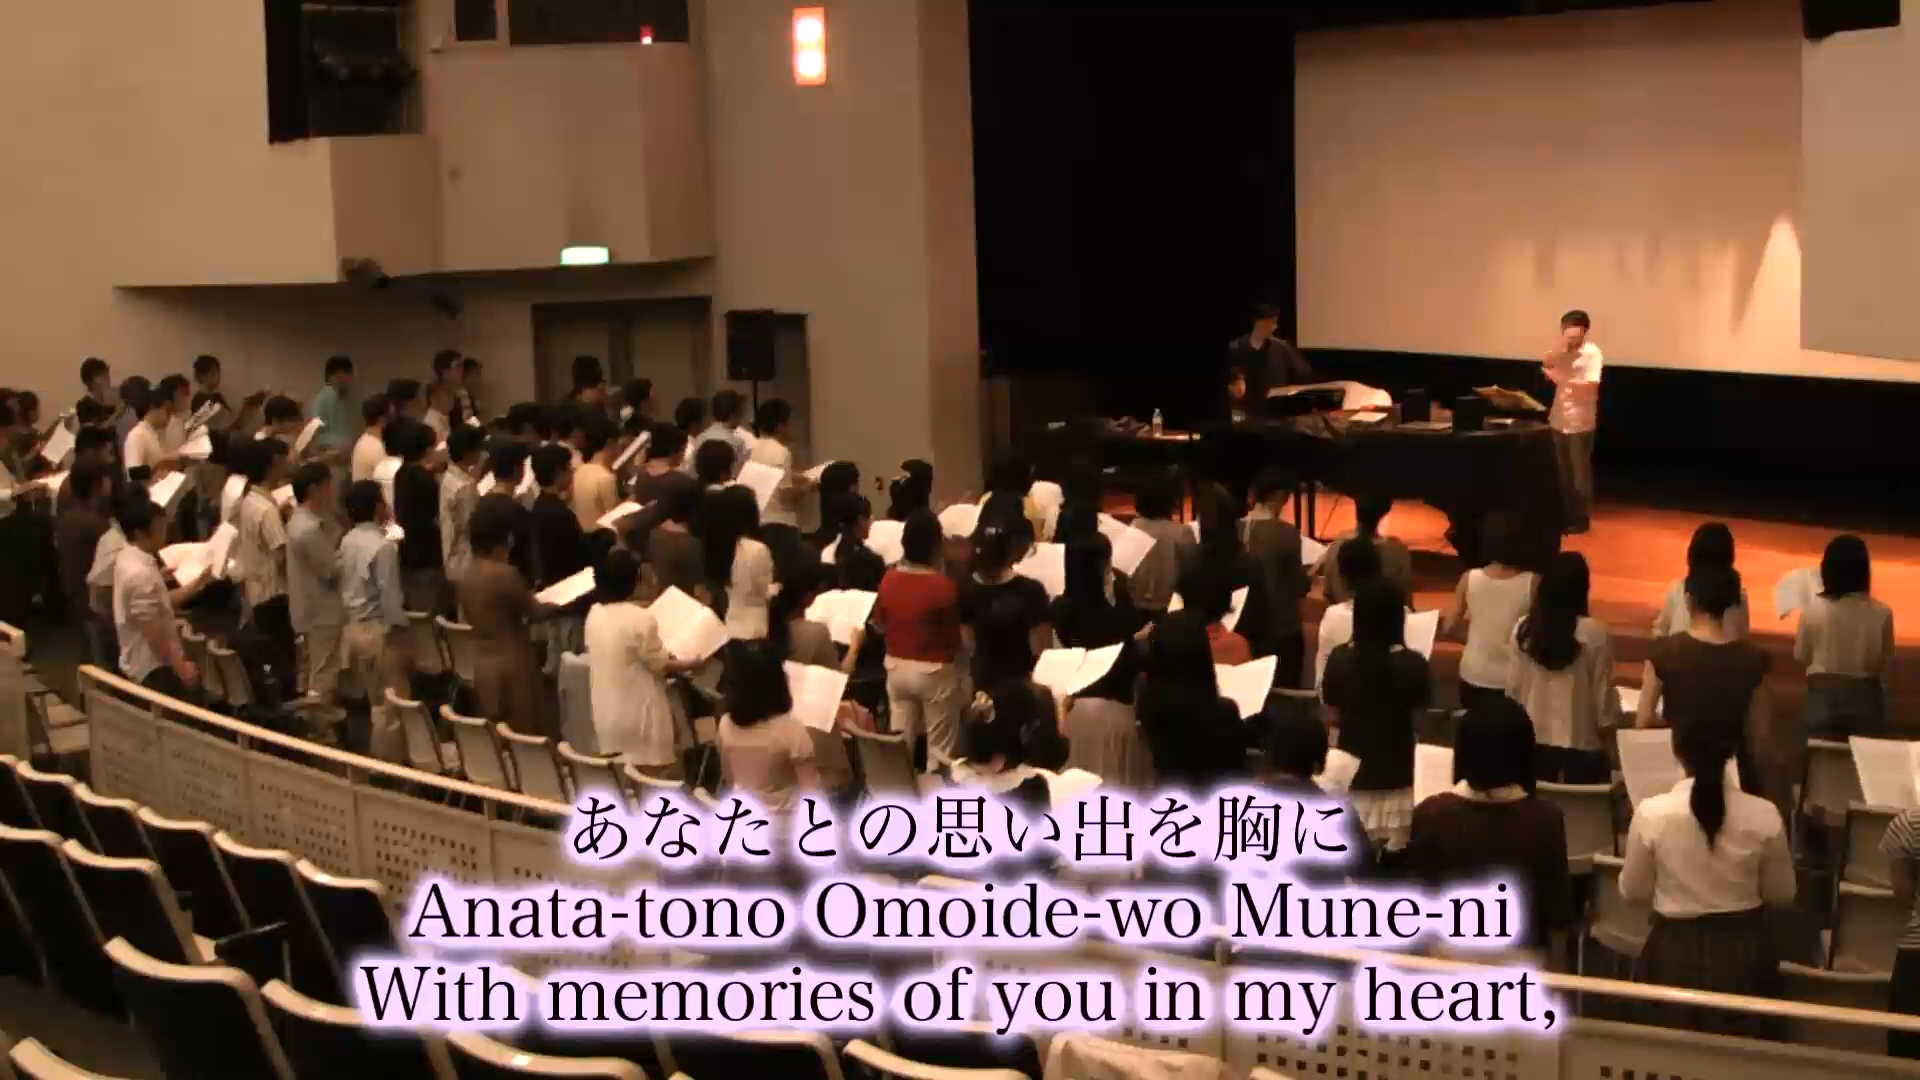 あなたとの思い出を胸に
Anata-tono Omoide-wo Mune-ni
With memories of you in my heart,